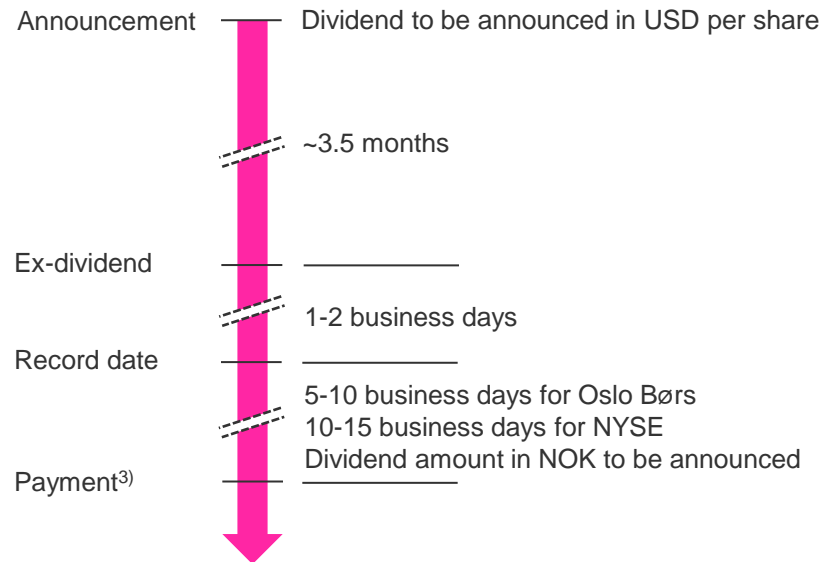 Announcement
Dividend to be announced in USD per share
~3.5 months
Ex-dividend
1-2 business days
Record date
5-10 business days for Oslo Børs
10-15 business days for NYSE
Dividend amount in NOK to be announced
Payment³⁾